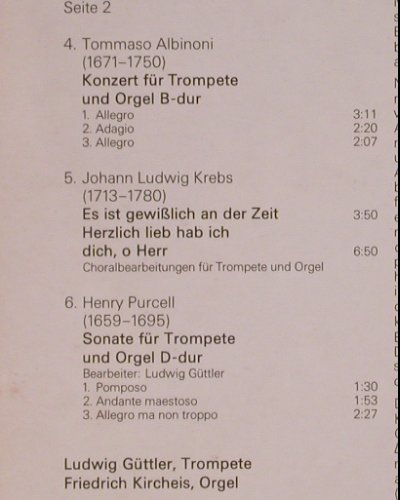 Seite 2
4. Tommaso Albinoni
(1671–1750)
Konzert für Trompete
und Orgel B-dur
1. Allegro 3:11
2. Adagio 2:20
3. Allegro 2:07
5. Johann Ludwig Krebs
(1713–1780)
Es ist gewißlich an der Zeit 3:50
Herzlich lieb hab ich
dich, o Herr 6:50
Choralbearbeitungen für Trompete und Orgel
6. Henry Purcell
(1659–1695)
Sonate für Trompete
und Orgel D-dur
Bearbeiter: Ludwig Güttler
1. Pomposo 1:30
2. Andante maestoso 1:53
3. Allegro ma non troppo 2:27
Ludwig Güttler, Trompete
Friedrich Kircheis, Orgel